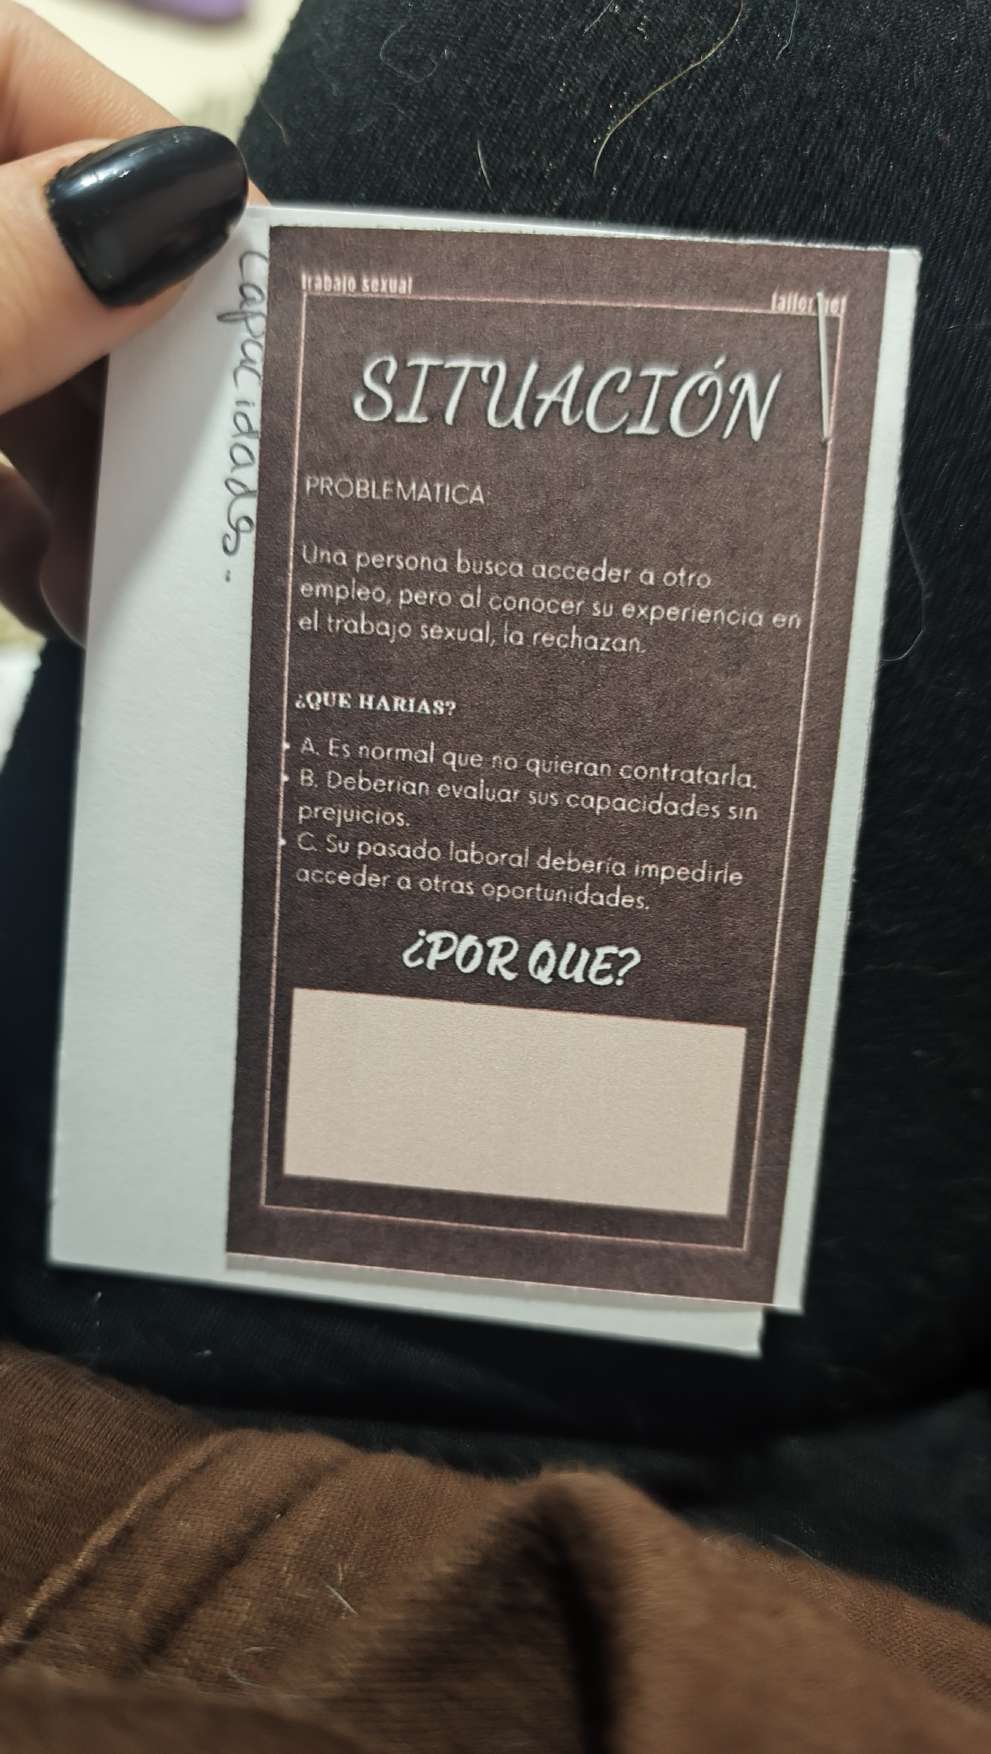 trabajo sexual
SITUACIÓN
PROBLEMATICA:
Una persona busca acceder a otro
empleo, pero al conocer su experiencia en
el trabajo sexual, la rechazan.
¿QUE HARIAS?
A. Es normal que no quieran contratarla.
B. Deberían evaluar sus capacidades sin
prejuicios.
C. Su pasado laboral debería impedirle
acceder a otras oportunidades.
¿POR QUE?